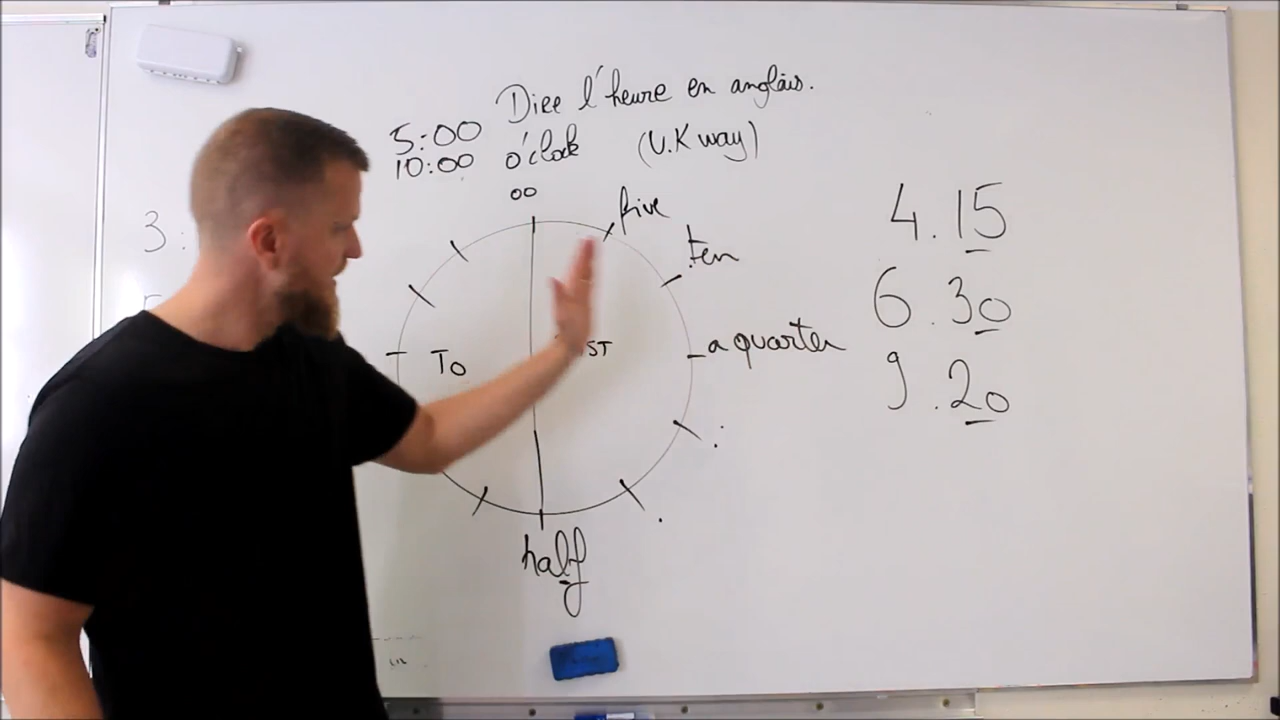 Dire l'heure en anglais.
5:00
10:00 o'clock (U.K way)
00
five
ten
a quarter
To
half
3:
4.15
6.30
9.20